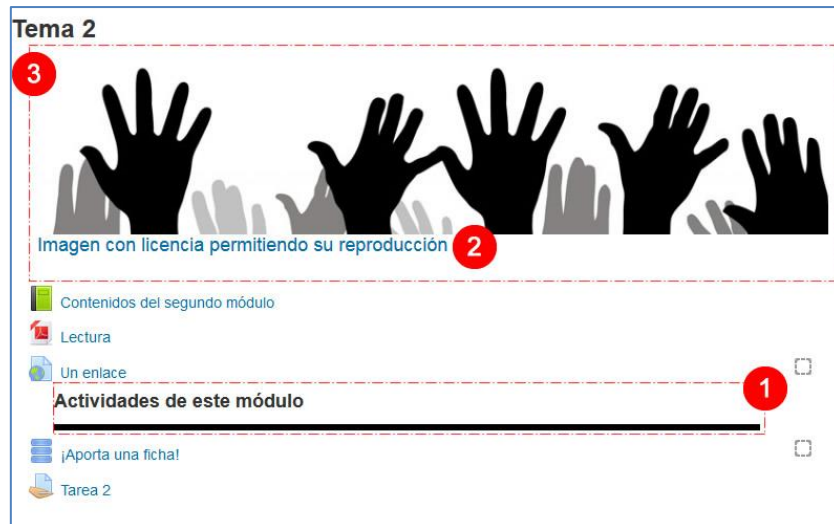 Tema 2
3
Imagen con licencia permitiendo su reproducción 2
Contenidos del segundo módulo
Lectura
Un enlace
1
Actividades de este módulo
¡Aporta una ficha!
Tarea 2